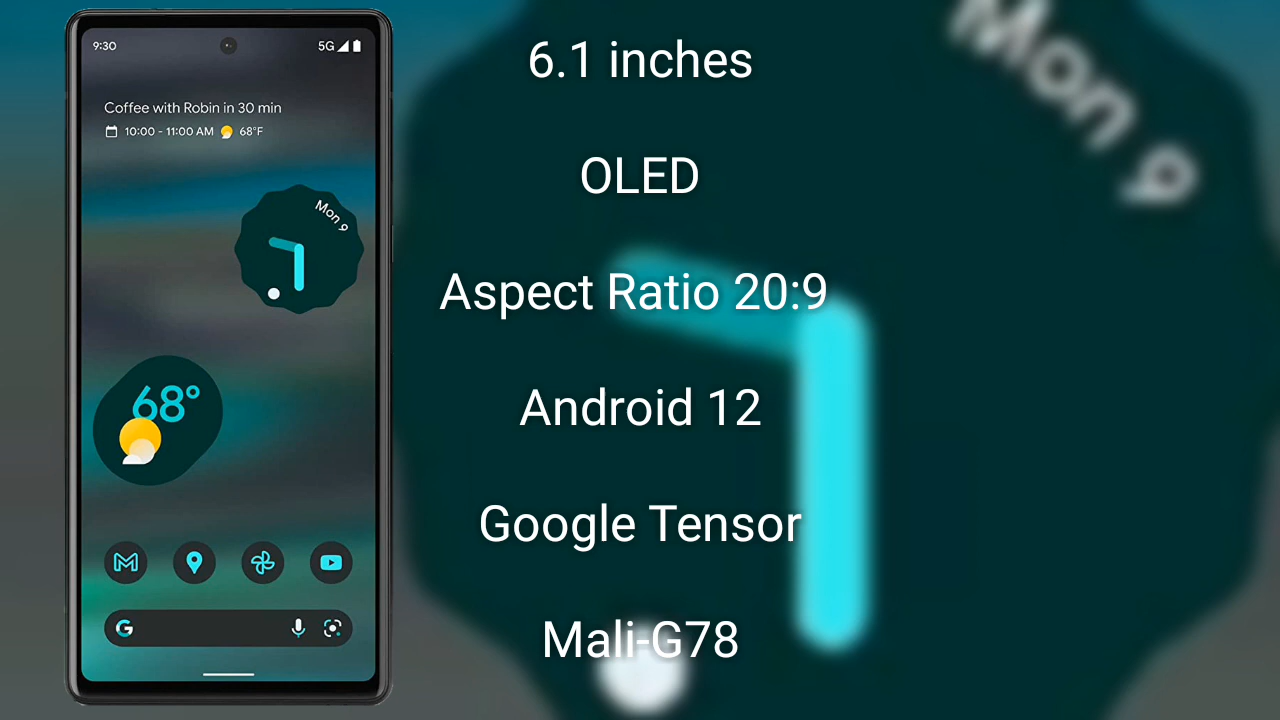 9:30
5G
Coffee with Robin in 30 min
10:00 - 11:00 AM 68°F
Mon 9
68°
G
6.1 inches
OLED
Aspect Ratio 20:9
Android 12
Google Tensor
Mali-G78
Mon 9